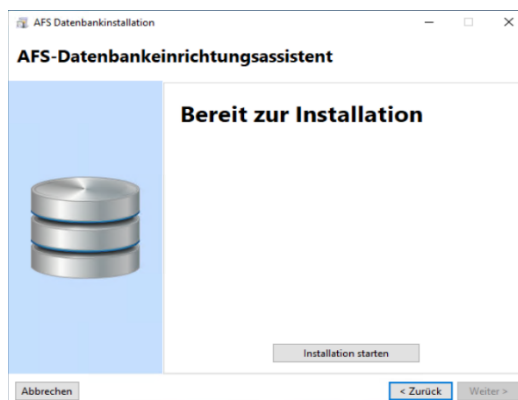 AFS Datenbankinstallation
AFS-Datenbankeinrichtungsassistent
Bereit zur Installation
Installation starten
Abbrechen
< Zurück
Weiter >